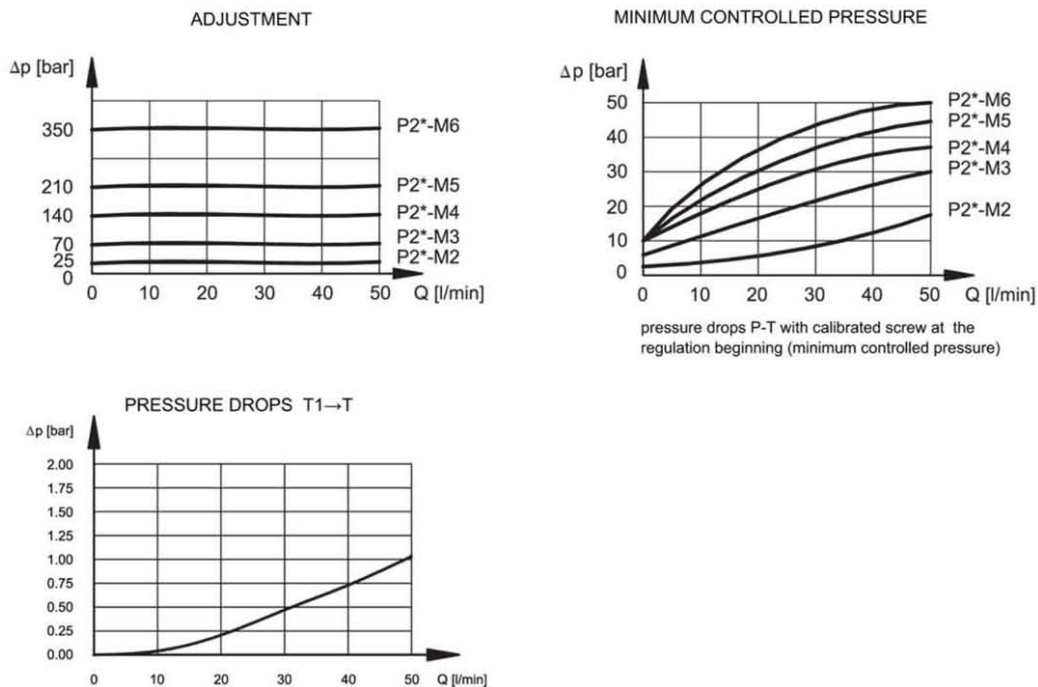 ADJUSTMENT
Δp [bar]
350
210
140
70
25
0
P2*-M6
P2*-M5
P2*-M4
P2*-M3
P2*-M2
0 10 20 30 40 50 Q [l/min]
MINIMUM CONTROLLED PRESSURE
Δp [bar]
50
40
30
20
10
0
P2*-M6
P2*-M5
P2*-M4
P2*-M3
P2*-M2
0 10 20 30 40 50 Q [l/min]
pressure drops P-T with calibrated screw at the
regulation beginning (minimum controlled pressure)
PRESSURE DROPS T1→T
Δp [bar]
2.00
1.75
1.50
1.25
1.00
0.75
0.50
0.25
0.00
0 10 20 30 40 50 Q [l/min]